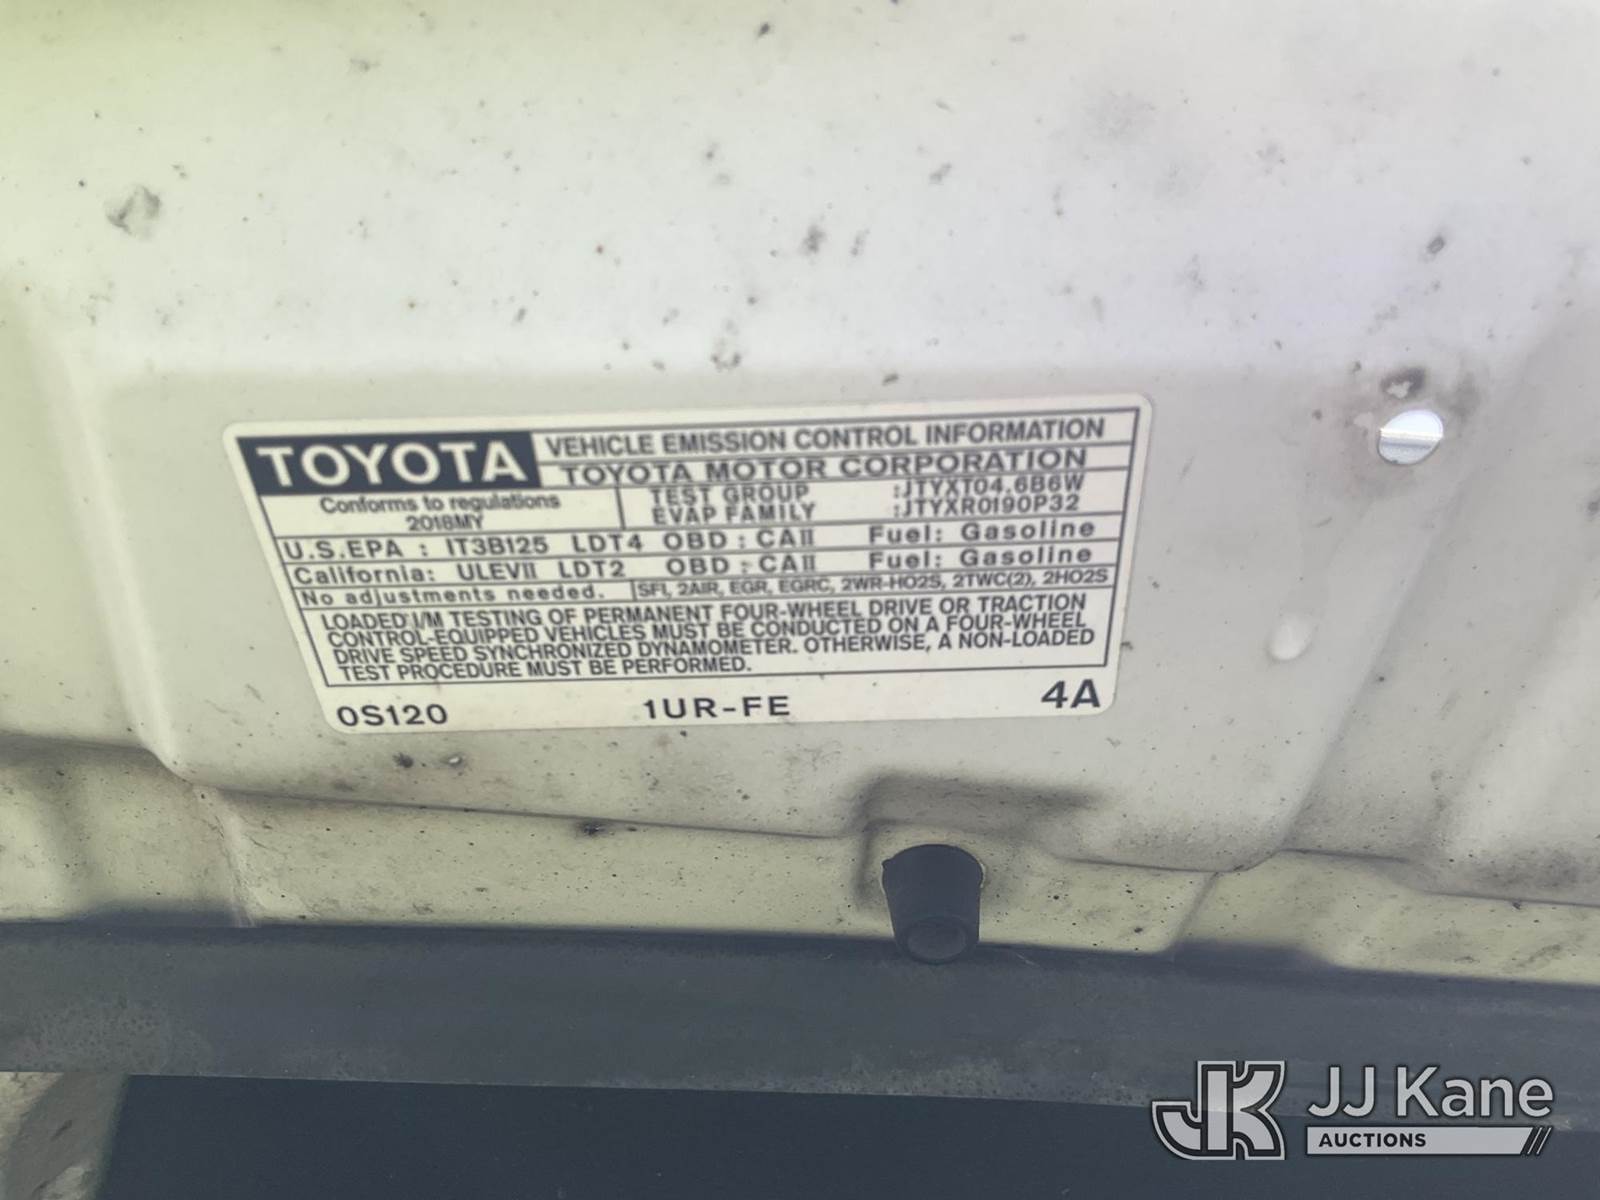 TOYOTA VEHICLE EMISSION CONTROL INFORMATION
TOYOTA MOTOR CORPORATION
Conforms to regulations
2018MY
TEST GROUP :JTYXT04.6B6W
EVAP FAMILY :JTYXR0190P32
U.S.EPA : IT3B125 LDT4 OBD : CAII Fuel: Gasoline
California: ULEVII LDT2 OBD : CAII Fuel: Gasoline
No adjustments needed. SFI, 2AIR, EGR, EGRC, 2WR-HO2S, 2TWC(2), 2HO2S
LOADED I/M TESTING OF PERMANENT FOUR-WHEEL DRIVE OR TRACTION
CONTROL-EQUIPPED VEHICLES MUST BE CONDUCTED ON A FOUR-WHEEL
DRIVE SPEED SYNCHRONIZED DYNAMOMETER. OTHERWISE, A NON-LOADED
TEST PROCEDURE MUST BE PERFORMED.
0S120 1UR-FE 4A
JK JJ Kane
AUCTIONS